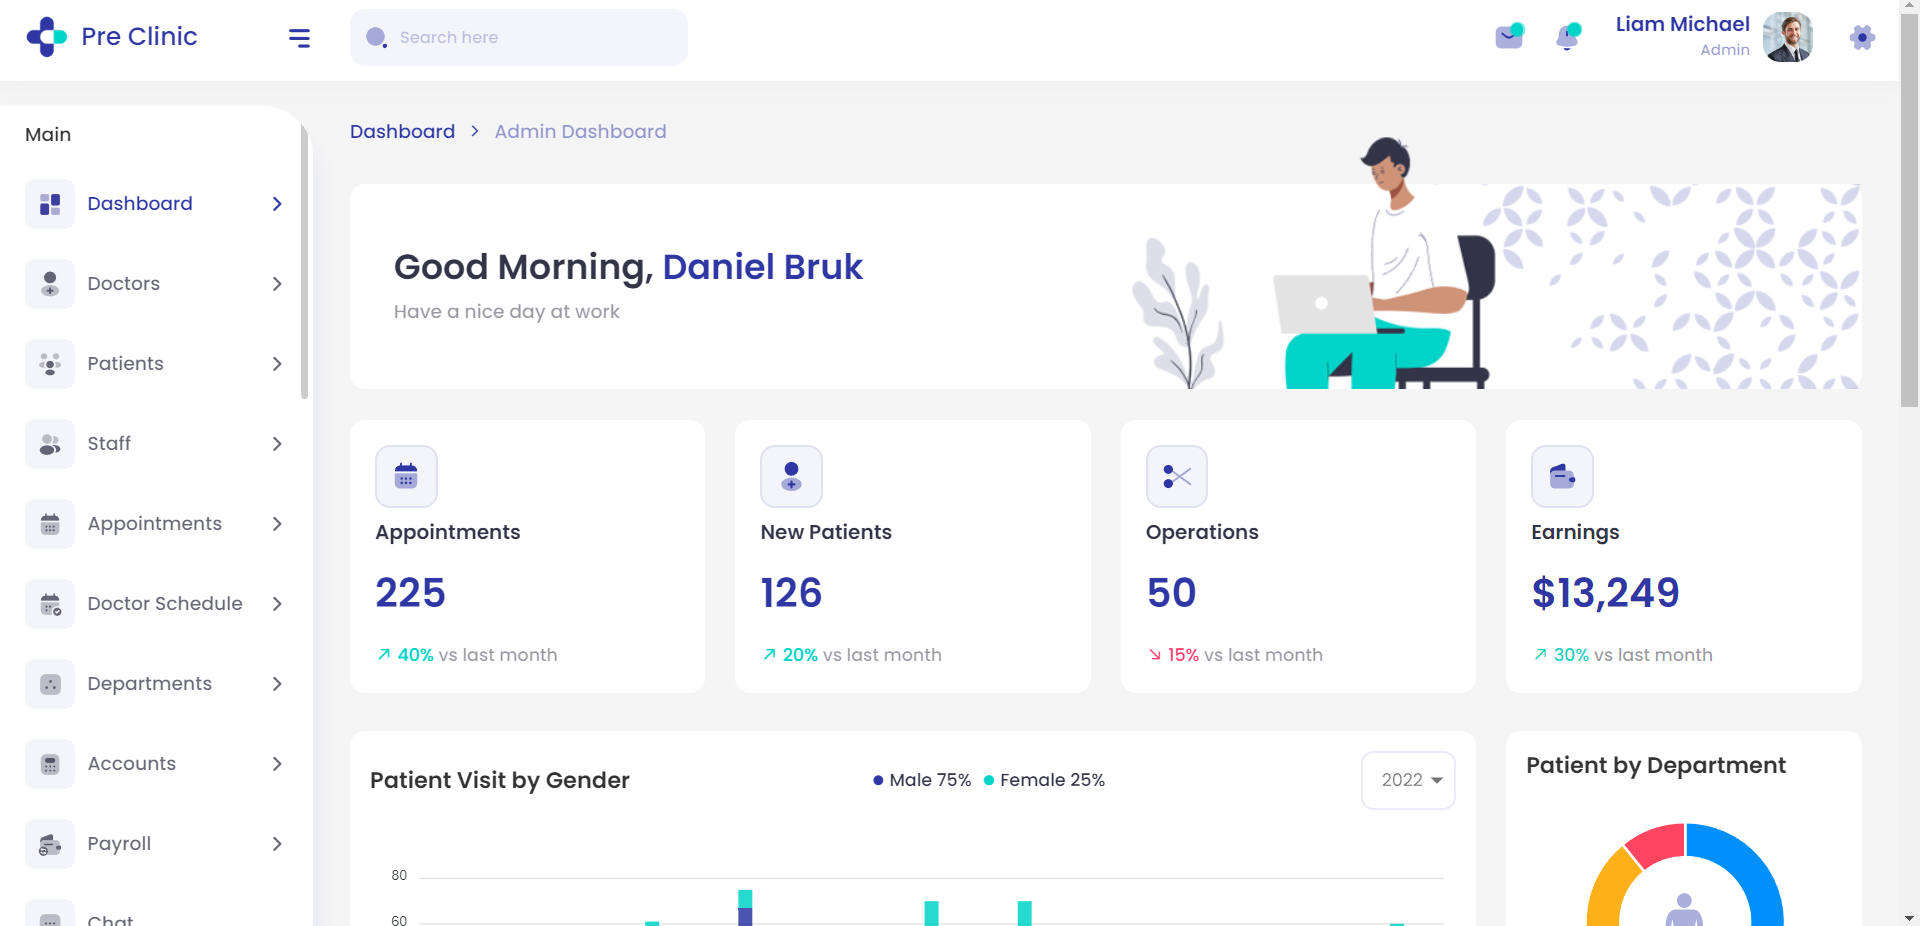 Pre Clinic
Search here
Liam Michael
Admin
Main
Dashboard
Doctors
Patients
Staff
Appointments
Doctor Schedule
Departments
Accounts
Payroll
Chat
Dashboard > Admin Dashboard
Good Morning, Daniel Bruk
Have a nice day at work
Appointments
225
40% vs last month
New Patients
126
20% vs last month
Operations
50
15% vs last month
Earnings
$13,249
30% vs last month
Patient Visit by Gender
Male 75% Female 25%
2022
80
60
Patient by Department